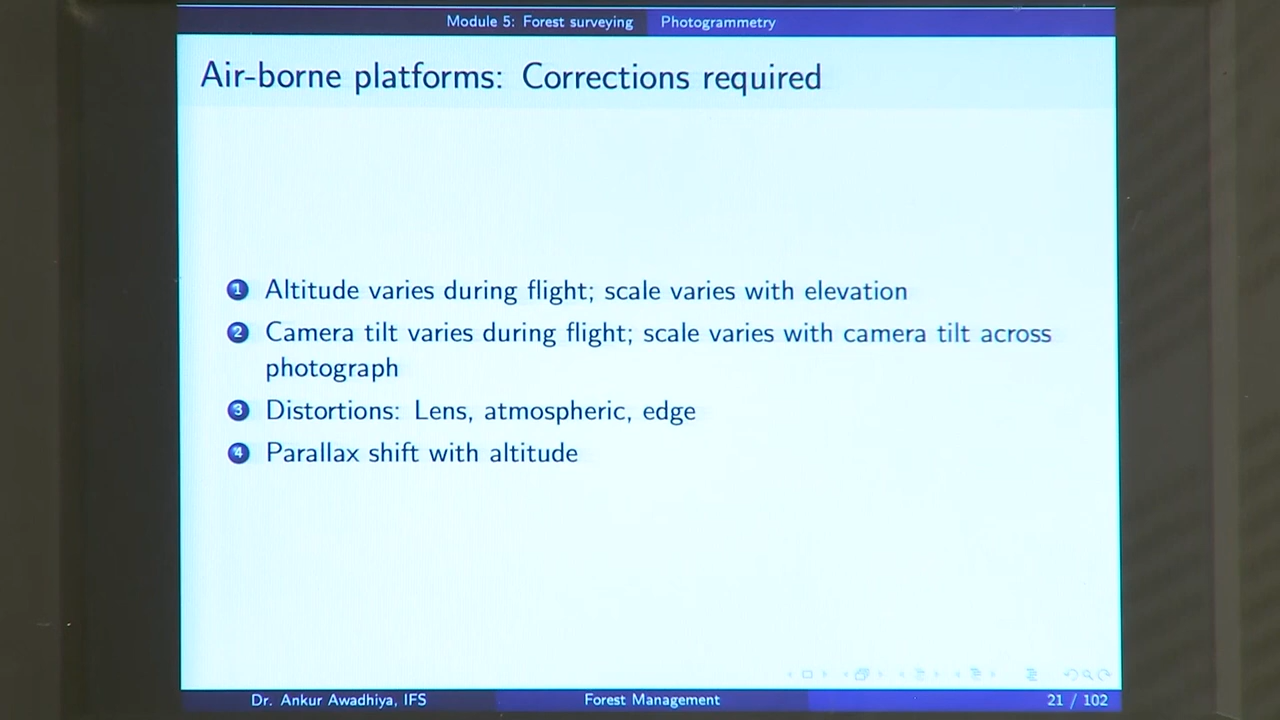 Module 5: Forest surveying Photogrammetry
Air-borne platforms: Corrections required
1 Altitude varies during flight; scale varies with elevation
2 Camera tilt varies during flight; scale varies with camera tilt across
photograph
3 Distortions: Lens, atmospheric, edge
4 Parallax shift with altitude
Dr. Ankur Awadhiya, IFS Forest Management 21 / 102